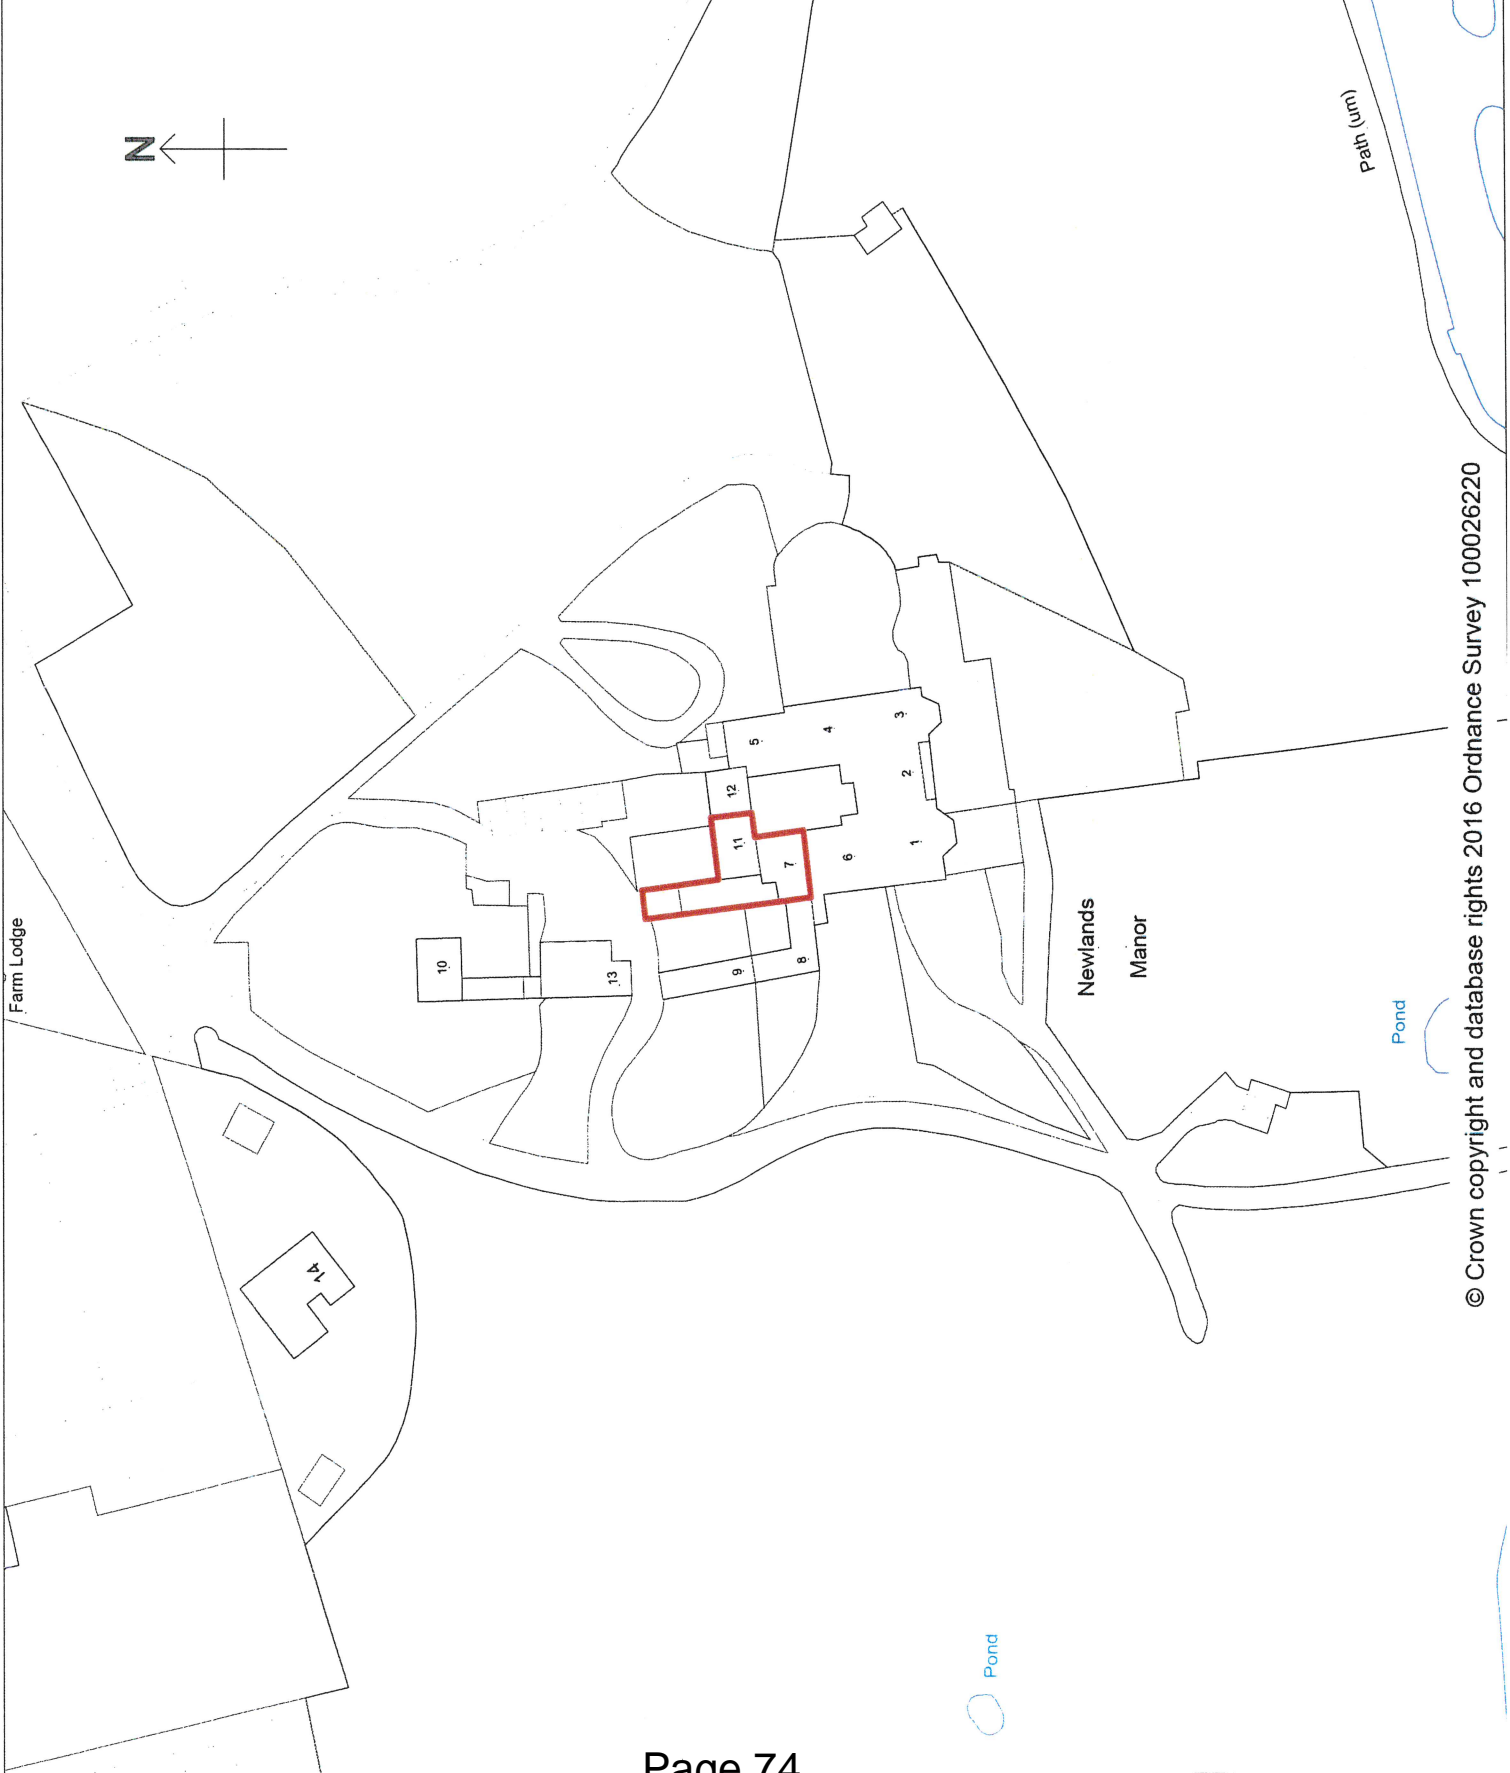 Farm Lodge
N
Path (um)
10
13
9
8
12
11
7
5
4
3
2
6
1
14
Newlands
Manor
Pond
Pond
© Crown copyright and database rights 2016 Ordnance Survey 100026220
Page 74